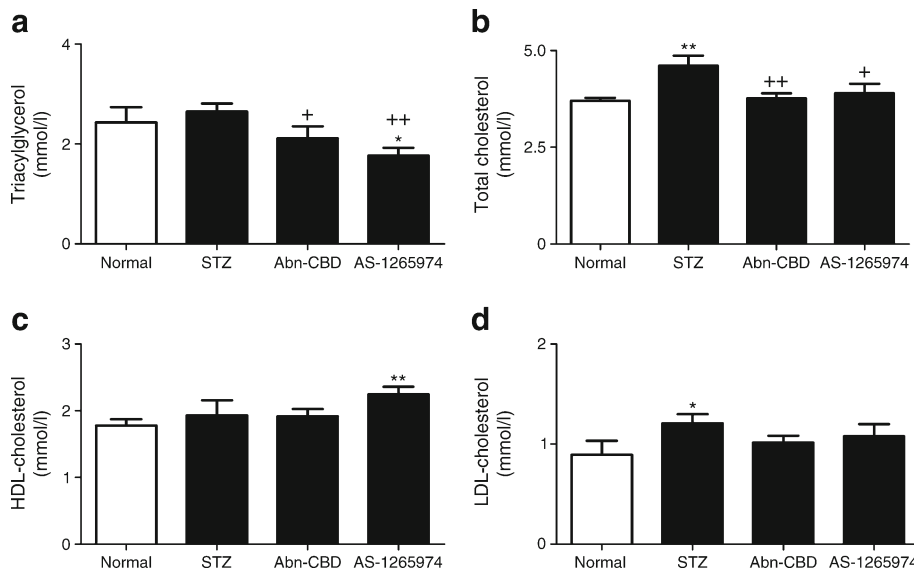 a
Triacylglycerol
(mmol/l)
4
2
0
+
++
*
Normal STZ Abn-CBD AS-1265974
b
Total cholesterol
(mmol/l)
5.0
2.5
0
**
++
+
Normal STZ Abn-CBD AS-1265974
c
HDL-cholesterol
(mmol/l)
3
2
1
0
**
Normal STZ Abn-CBD AS-1265974
d
LDL-cholesterol
(mmol/l)
2
1
0
*
Normal STZ Abn-CBD AS-1265974